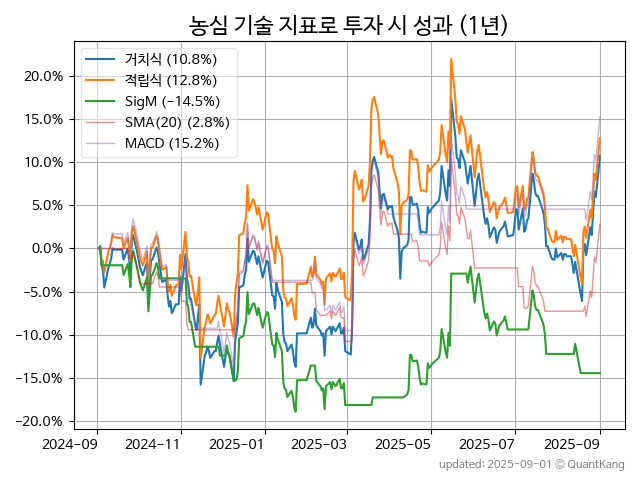 농심 기술 지표로 투자 시 성과 (1년)
거치식 (10.8%)
적립식 (12.8%)
SigM (−14.5%)
SMA(20) (2.8%)
MACD (15.2%)
20.0%
15.0%
10.0%
5.0%
0.0%
−5.0%
−10.0%
−15.0%
−20.0%
2024-09 2024-11 2025-01 2025-03 2025-05 2025-07 2025-09
updated: 2025-09-01 © QuantKang